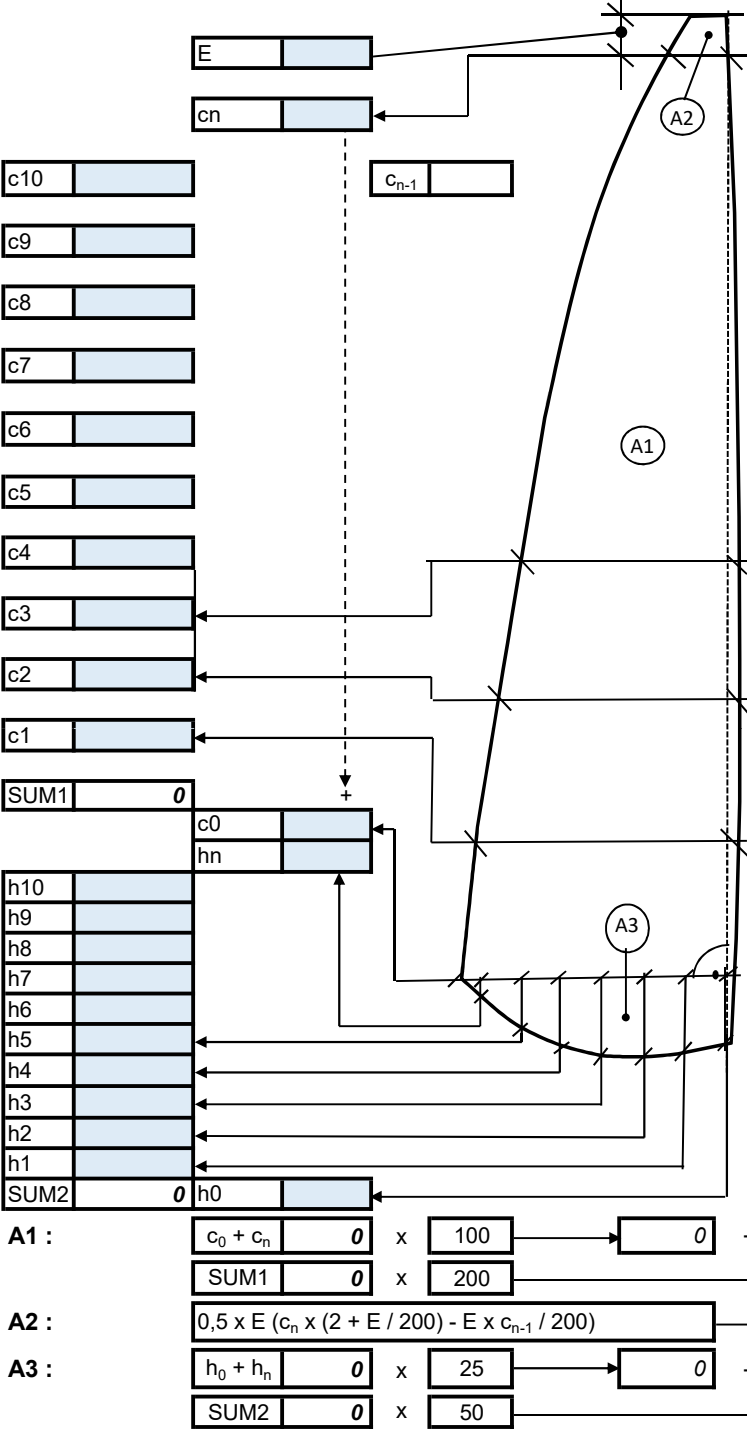 E
cn
A2
c10
c_{n-1}
c9
c8
c7
c6
A1
c5
c4
c3
c2
c1
SUM1 0 +
c0
hn
h10
h9
A3
h8
h7
h6
h5
h4
h3
h2
h1
SUM2 0 h0
A1 : c₀ + cₙ 0 x 100 0
SUM1 0 x 200
A2 : 0,5 x E (cₙ x (2 + E / 200) - E x c_{n-1} / 200)
A3 : h₀ + hₙ 0 x 25 0
SUM2 0 x 50